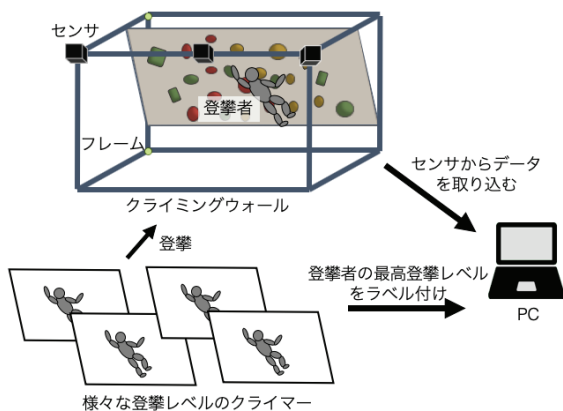 センサ
登攀者
フレーム
クライミングウォール
センサからデータ
を取り込む
登攀
登攀者の最高登攀レベル
をラベル付け
PC
様々な登攀レベルのクライマー